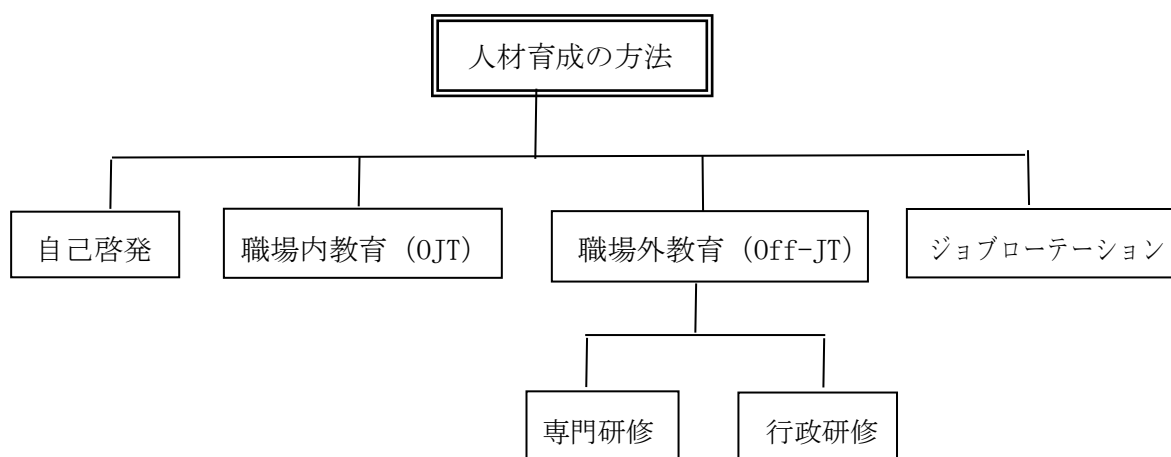 人材育成の方法
自己啓発
職場内教育（OJT）
職場外教育（Off-JT）
ジョブローテーション
専門研修
行政研修